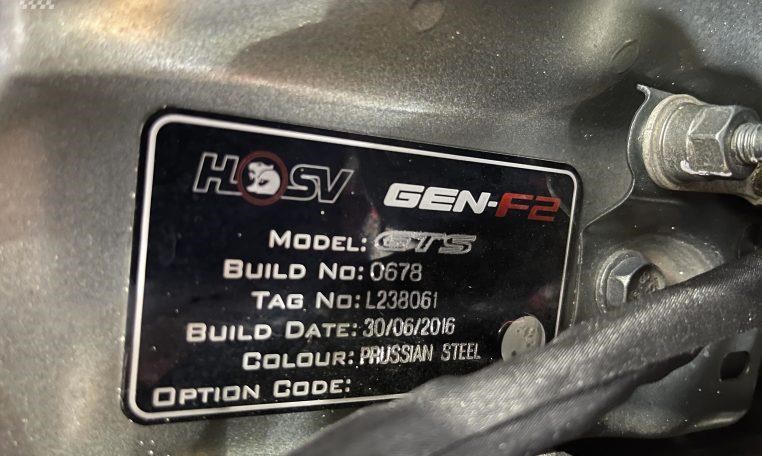 HSV GEN-F2
MODEL: GTS
BUILD NO: 0678
TAG NO: L238061
BUILD DATE: 30/06/2016
COLOUR: PRUSSIAN STEEL
OPTION CODE: